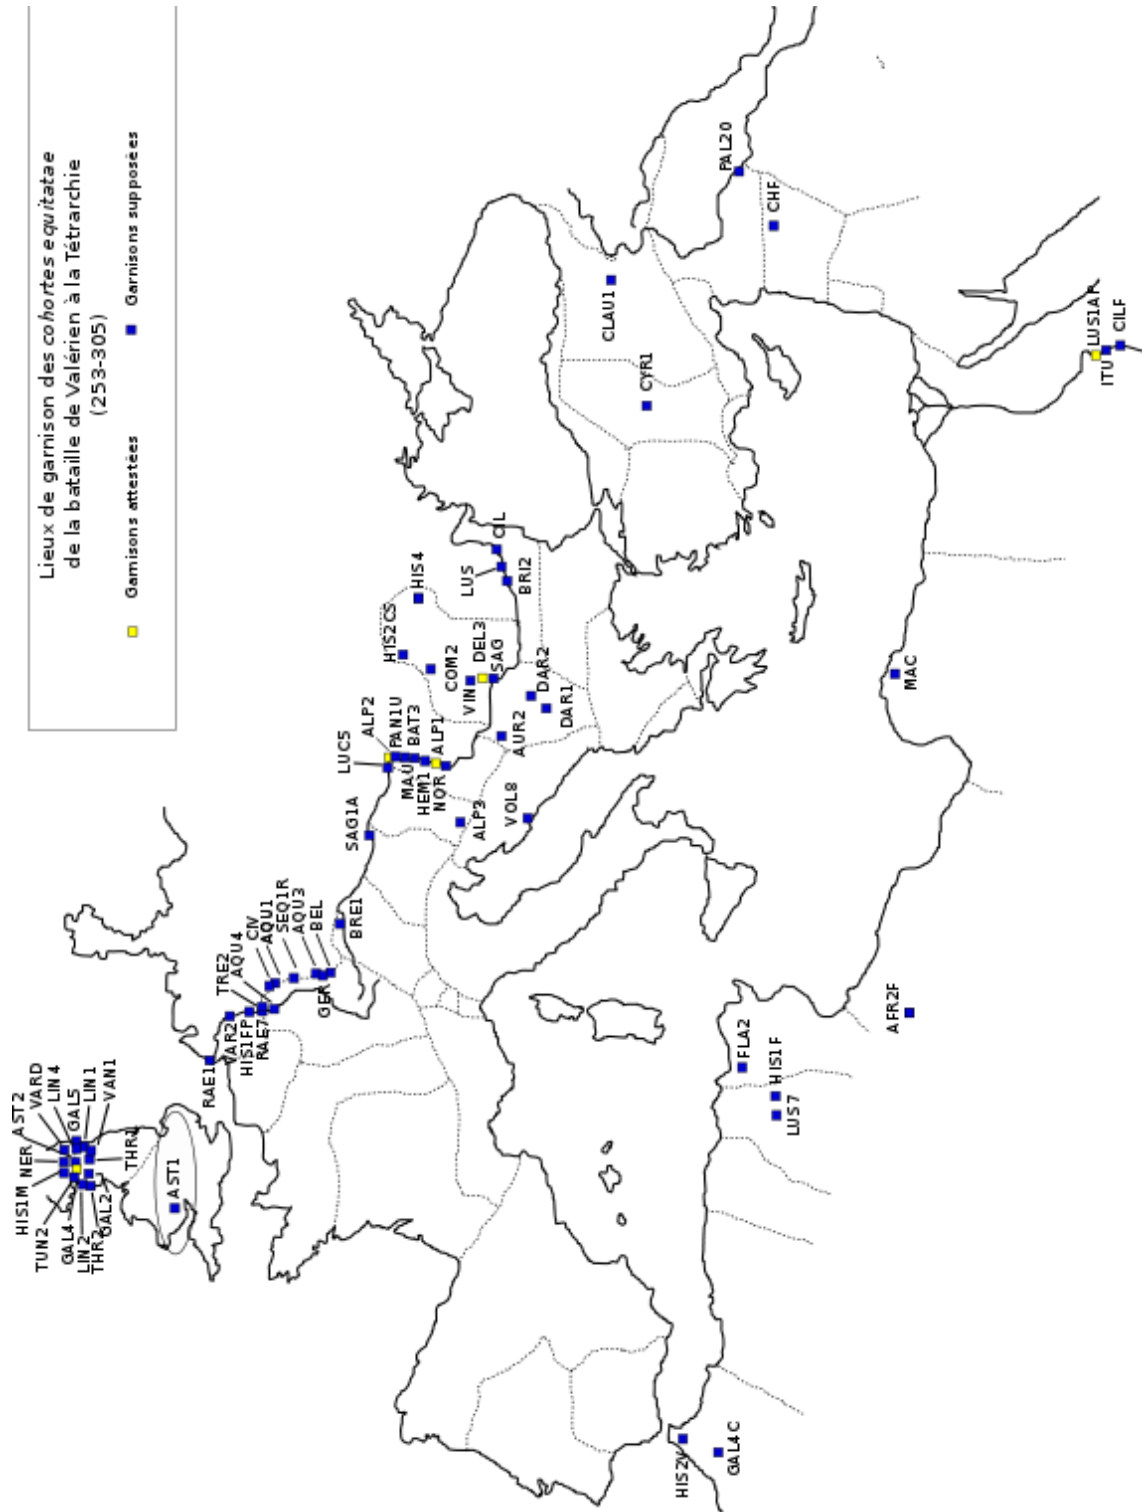 Lieux de garnison des cohortes equitatae
de la bataille de Valérien à la Tétrarchie
(253-305)
Garnisons attestées
Garnisons supposées
HIS1M
NER
AST2
VARD
LIN4
GAL5
LIN1
VAN1
TUN2
GAL4
LIN2
THR2
GAL2
THR1
AST1
RAE1
VAR2
HIS1FP
RAE7
TRE2
AQU4
CIV
AQU1
SEQ1R
AQU3
BEL
GER
BRE1
SAG1A
LUC5
ALP2
PAN1U
BAT3
MAU
HEM1
ALP1
NOR
ALP3
VOL8
AUR2
DAR1
DAR2
HIS2CS
HIS4
COM2
VIN
DEL3
SAG
LUS
CIL
BRI2
CYR1
CLAU1
PAL20
CHF
LUS1AP
ITU
CILF
MAC
AFR2F
FLA2
HIS1F
LUS7
HIS2V
GAL4C